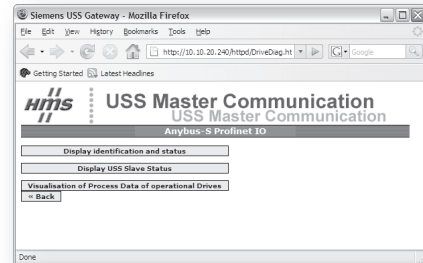 Siemens USS Gateway - Mozilla Firefox
File Edit View History Bookmarks Tools Help
http://10.10.20.240/httpd/DriveDiag.ht
G Google
Getting Started Latest Headlines
HMS
USS Master Communication
USS Master Communication
Anybus-S Profinet IO
Display identification and status
Display USS Slave Status
Visualisation of Process Data of operational Drives
« Back
Done